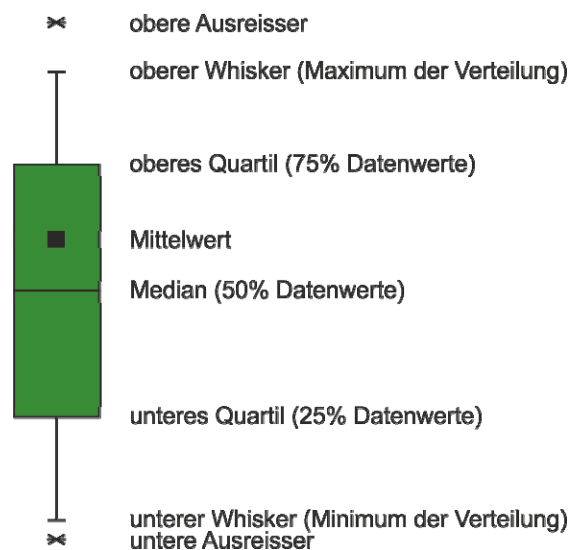 obere Ausreisser
oberer Whisker (Maximum der Verteilung)
oberes Quartil (75% Datenwerte)
Mittelwert
Median (50% Datenwerte)
unteres Quartil (25% Datenwerte)
unterer Whisker (Minimum der Verteilung)
untere Ausreisser